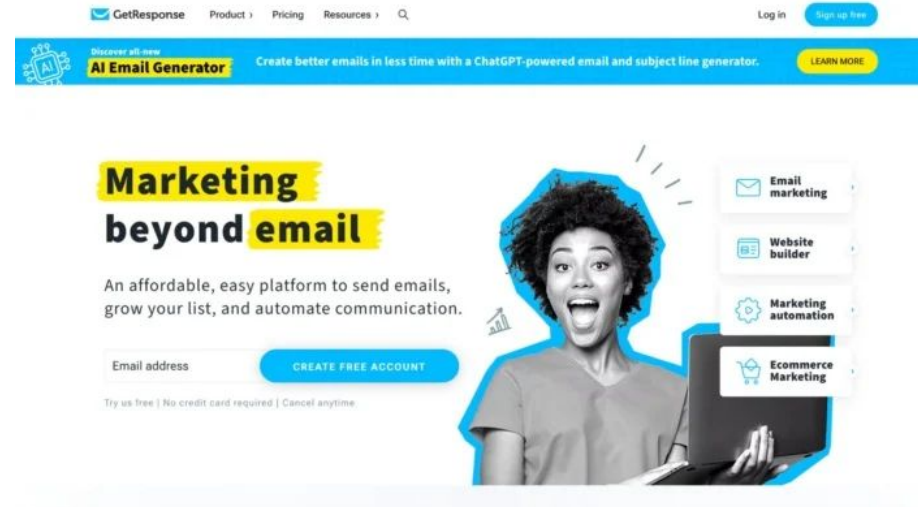 GetResponse
Product
Pricing
Resources
Log in
Sign up free
AI
Discover all-new
AI Email Generator
Create better emails in less time with a ChatGPT-powered email and subject line generator.
LEARN MORE
Marketing
beyond email
An affordable, easy platform to send emails,
grow your list, and automate communication.
Email address
CREATE FREE ACCOUNT
Try us free | No credit card required | Cancel anytime
Email
marketing
Website
builder
Marketing
automation
Ecommerce
Marketing